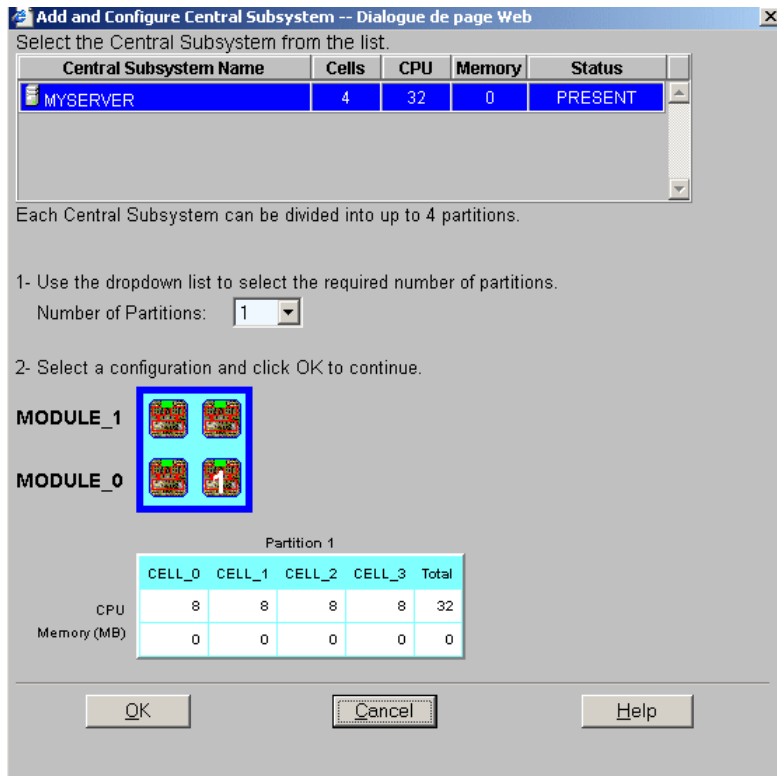 Add and Configure Central Subsystem -- Dialogue de page Web
Select the Central Subsystem from the list.
Central Subsystem Name Cells CPU Memory Status
MYSERVER 4 32 0 PRESENT
Each Central Subsystem can be divided into up to 4 partitions.
1- Use the dropdown list to select the required number of partitions.
Number of Partitions: 1
2- Select a configuration and click OK to continue.
MODULE_1
MODULE_0 1
Partition 1
CELL_0 CELL_1 CELL_2 CELL_3 Total
CPU 8 8 8 8 32
Memory (MB) 0 0 0 0 0
OK Cancel Help